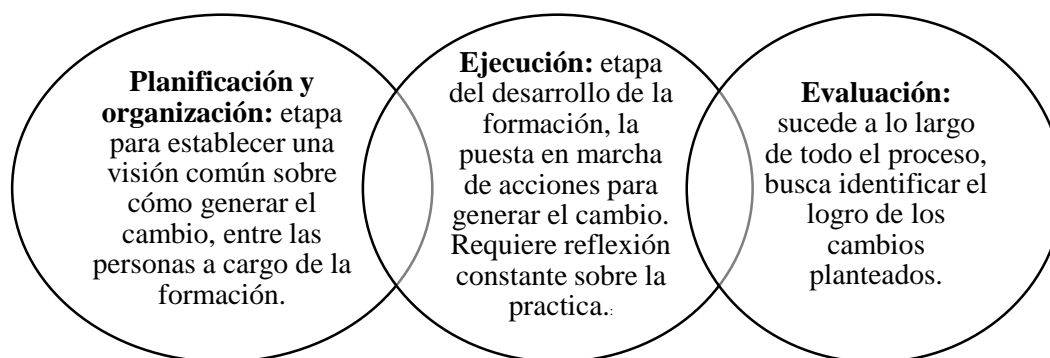 Planificación y
organización: etapa
para establecer una
visión común sobre
cómo generar el
cambio, entre las
personas a cargo de la
formación.
Ejecución: etapa
del desarrollo de la
formación, la
puesta en marcha
de acciones para
generar el cambio.
Requiere reflexión
constante sobre la
practica.:
Evaluación:
sucede a lo largo
de todo el proceso,
busca identificar el
logro de los
cambios
planteados.